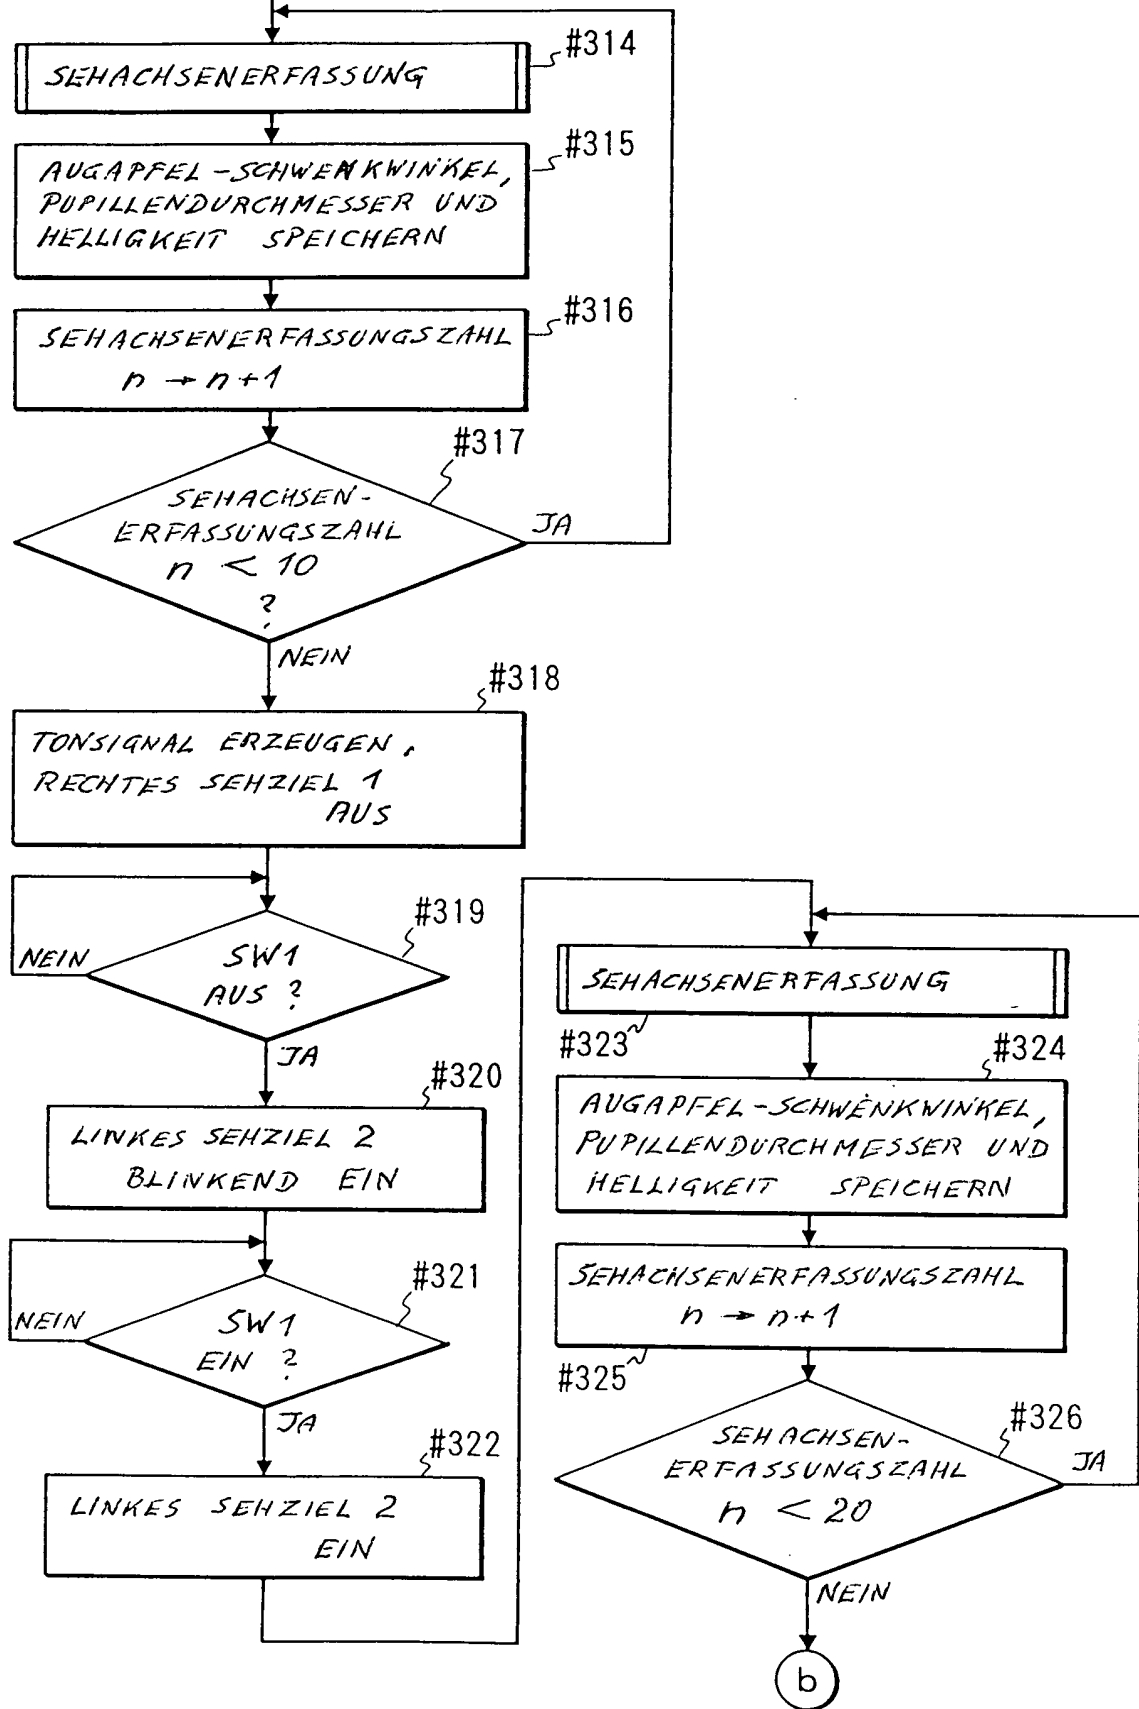 #314
SEHACHSENERFASSUNG
#315
AUGAPFEL-SCHWENKWINKEL,
PUPILLENDURCHMESSER UND
HELLIGKEIT SPEICHERN
#316
SEHACHSENERFASSUNGSZAHL
n → n+1
#317
SEHACHSEN-
ERFASSUNGSZAHL
n < 10
?
JA
NEIN
#318
TONSIGNAL ERZEUGEN,
RECHTES SEHZIEL 1
AUS
#319
SW1
AUS ?
NEIN
JA
#320
LINKES SEHZIEL 2
BLINKEND EIN
#321
SW1
EIN ?
NEIN
JA
#322
LINKES SEHZIEL 2
EIN
SEHACHSENERFASSUNG
#323
#324
AUGAPFEL-SCHWENKWINKEL,
PUPILLENDURCHMESSER UND
HELLIGKEIT SPEICHERN
SEHACHSENERFASSUNGSZAHL
n → n+1
#325
#326
SEHACHSEN-
ERFASSUNGSZAHL
n < 20
JA
NEIN
b